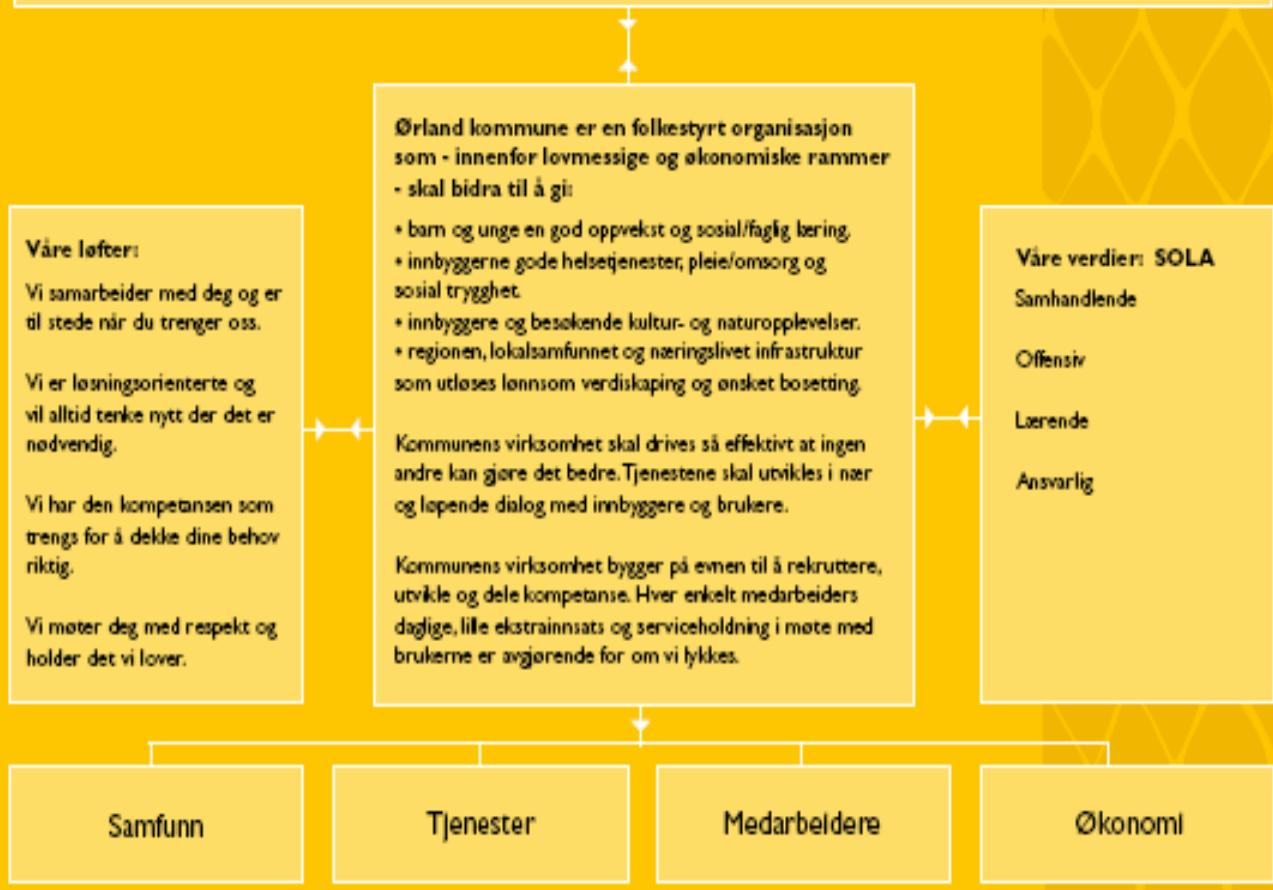 Ørland kommune er en folkestyrt organisasjon
som - innenfor lovmessige og økonomiske rammer
- skal bidra til å gi:
• barn og unge en god oppvekst og sosial/faglig læring.
• innbyggerne gode helsetjenester, pleie/omsorg og
sosial trygghet.
• innbyggere og besøkende kultur- og naturopplevelser.
• regionen, lokalsamfunnet og næringslivet infrastruktur
som utløses lønnsom verdiskaping og ønsket bosetting.
Kommunens virksomhet skal drives så effektivt at ingen
andre kan gjøre det bedre. Tjenestene skal utvikles i nær
og løpende dialog med innbyggere og brukere.
Kommunens virksomhet bygger på evnen til å rekruttere,
utvikle og dele kompetanse. Hver enkelt medarbeiders
daglige, lille ekstrainnsats og serviceholdning i møte med
brukerne er avgjørende for om vi lykkes.
Våre løfter:
Vi samarbeider med deg og er
til stede når du trenger oss.
Vi er løsningsorienterte og
vil alltid tenke nytt der det er
nødvendig.
Vi har den kompetansen som
trengs for å dekke dine behov
riktig.
Vi møter deg med respekt og
holder det vi lover.
Våre verdier: SOLA
Samhandlende
Offensiv
Lærende
Ansvarlig
Samfunn
Tjenester
Medarbeidere
Økonomi